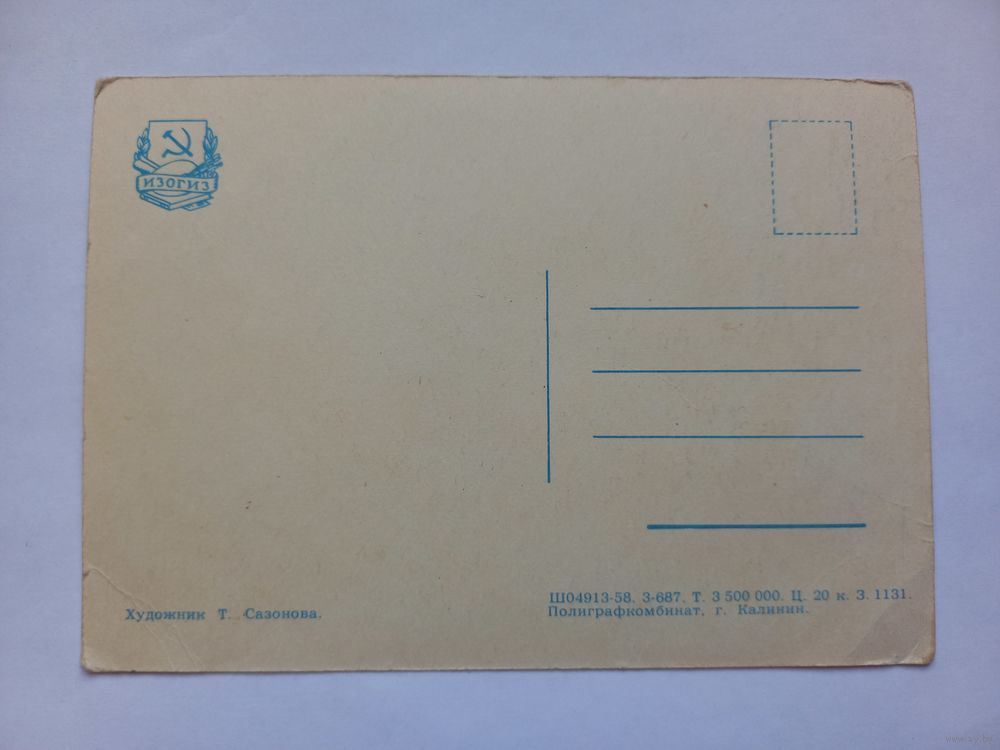 ИЗОГИЗ
Художник Т. Сазонова.
Ш04913-58. 3-687. Т. 3 500 000. Ц. 20 к. З. 1131.
Полиграфкомбинат, г. Калинин.